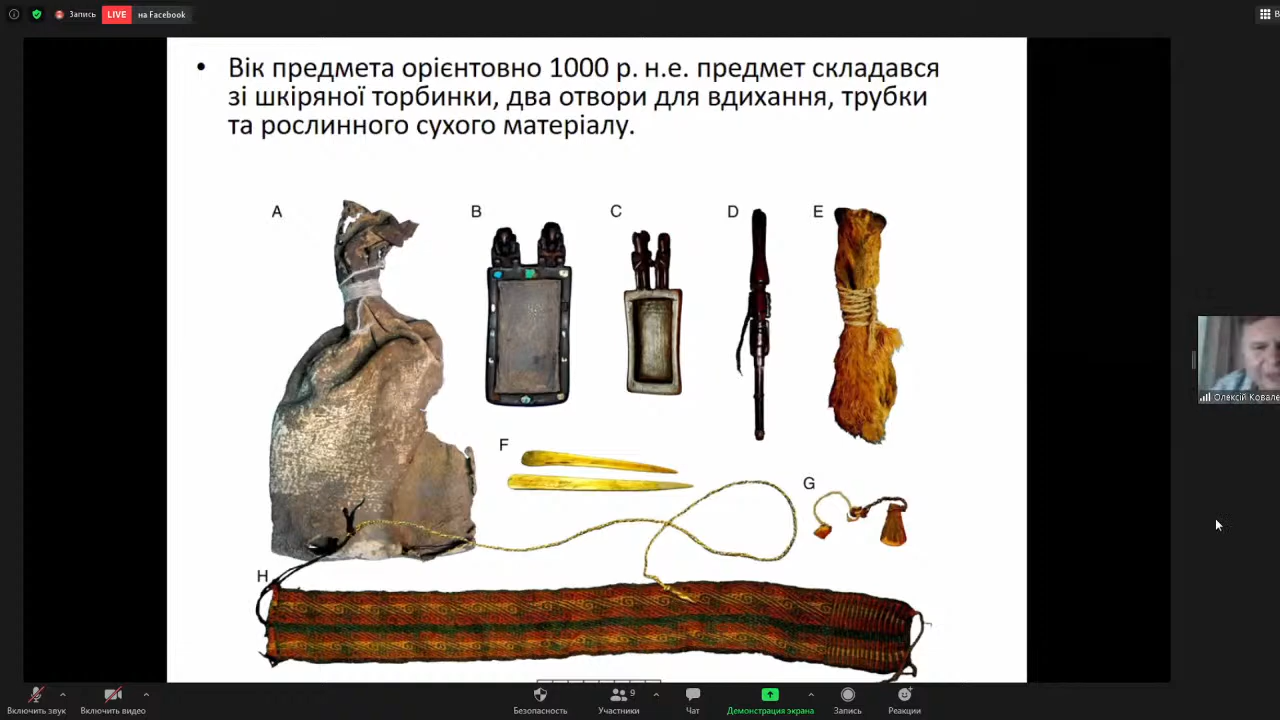 Запись
LIVE
на Facebook
• Вік предмета орієнтовно 1000 р. н.е. предмет складався
зі шкіряної торбинки, два отвори для вдихання, трубки
та рослинного сухого матеріалу.
A
B
C
D
E
F
G
H
Олексій Ковале
Включить звук
Включить видео
Безопасность
9
Участники
Чат
Демонстрация экрана
Запись
Реакции